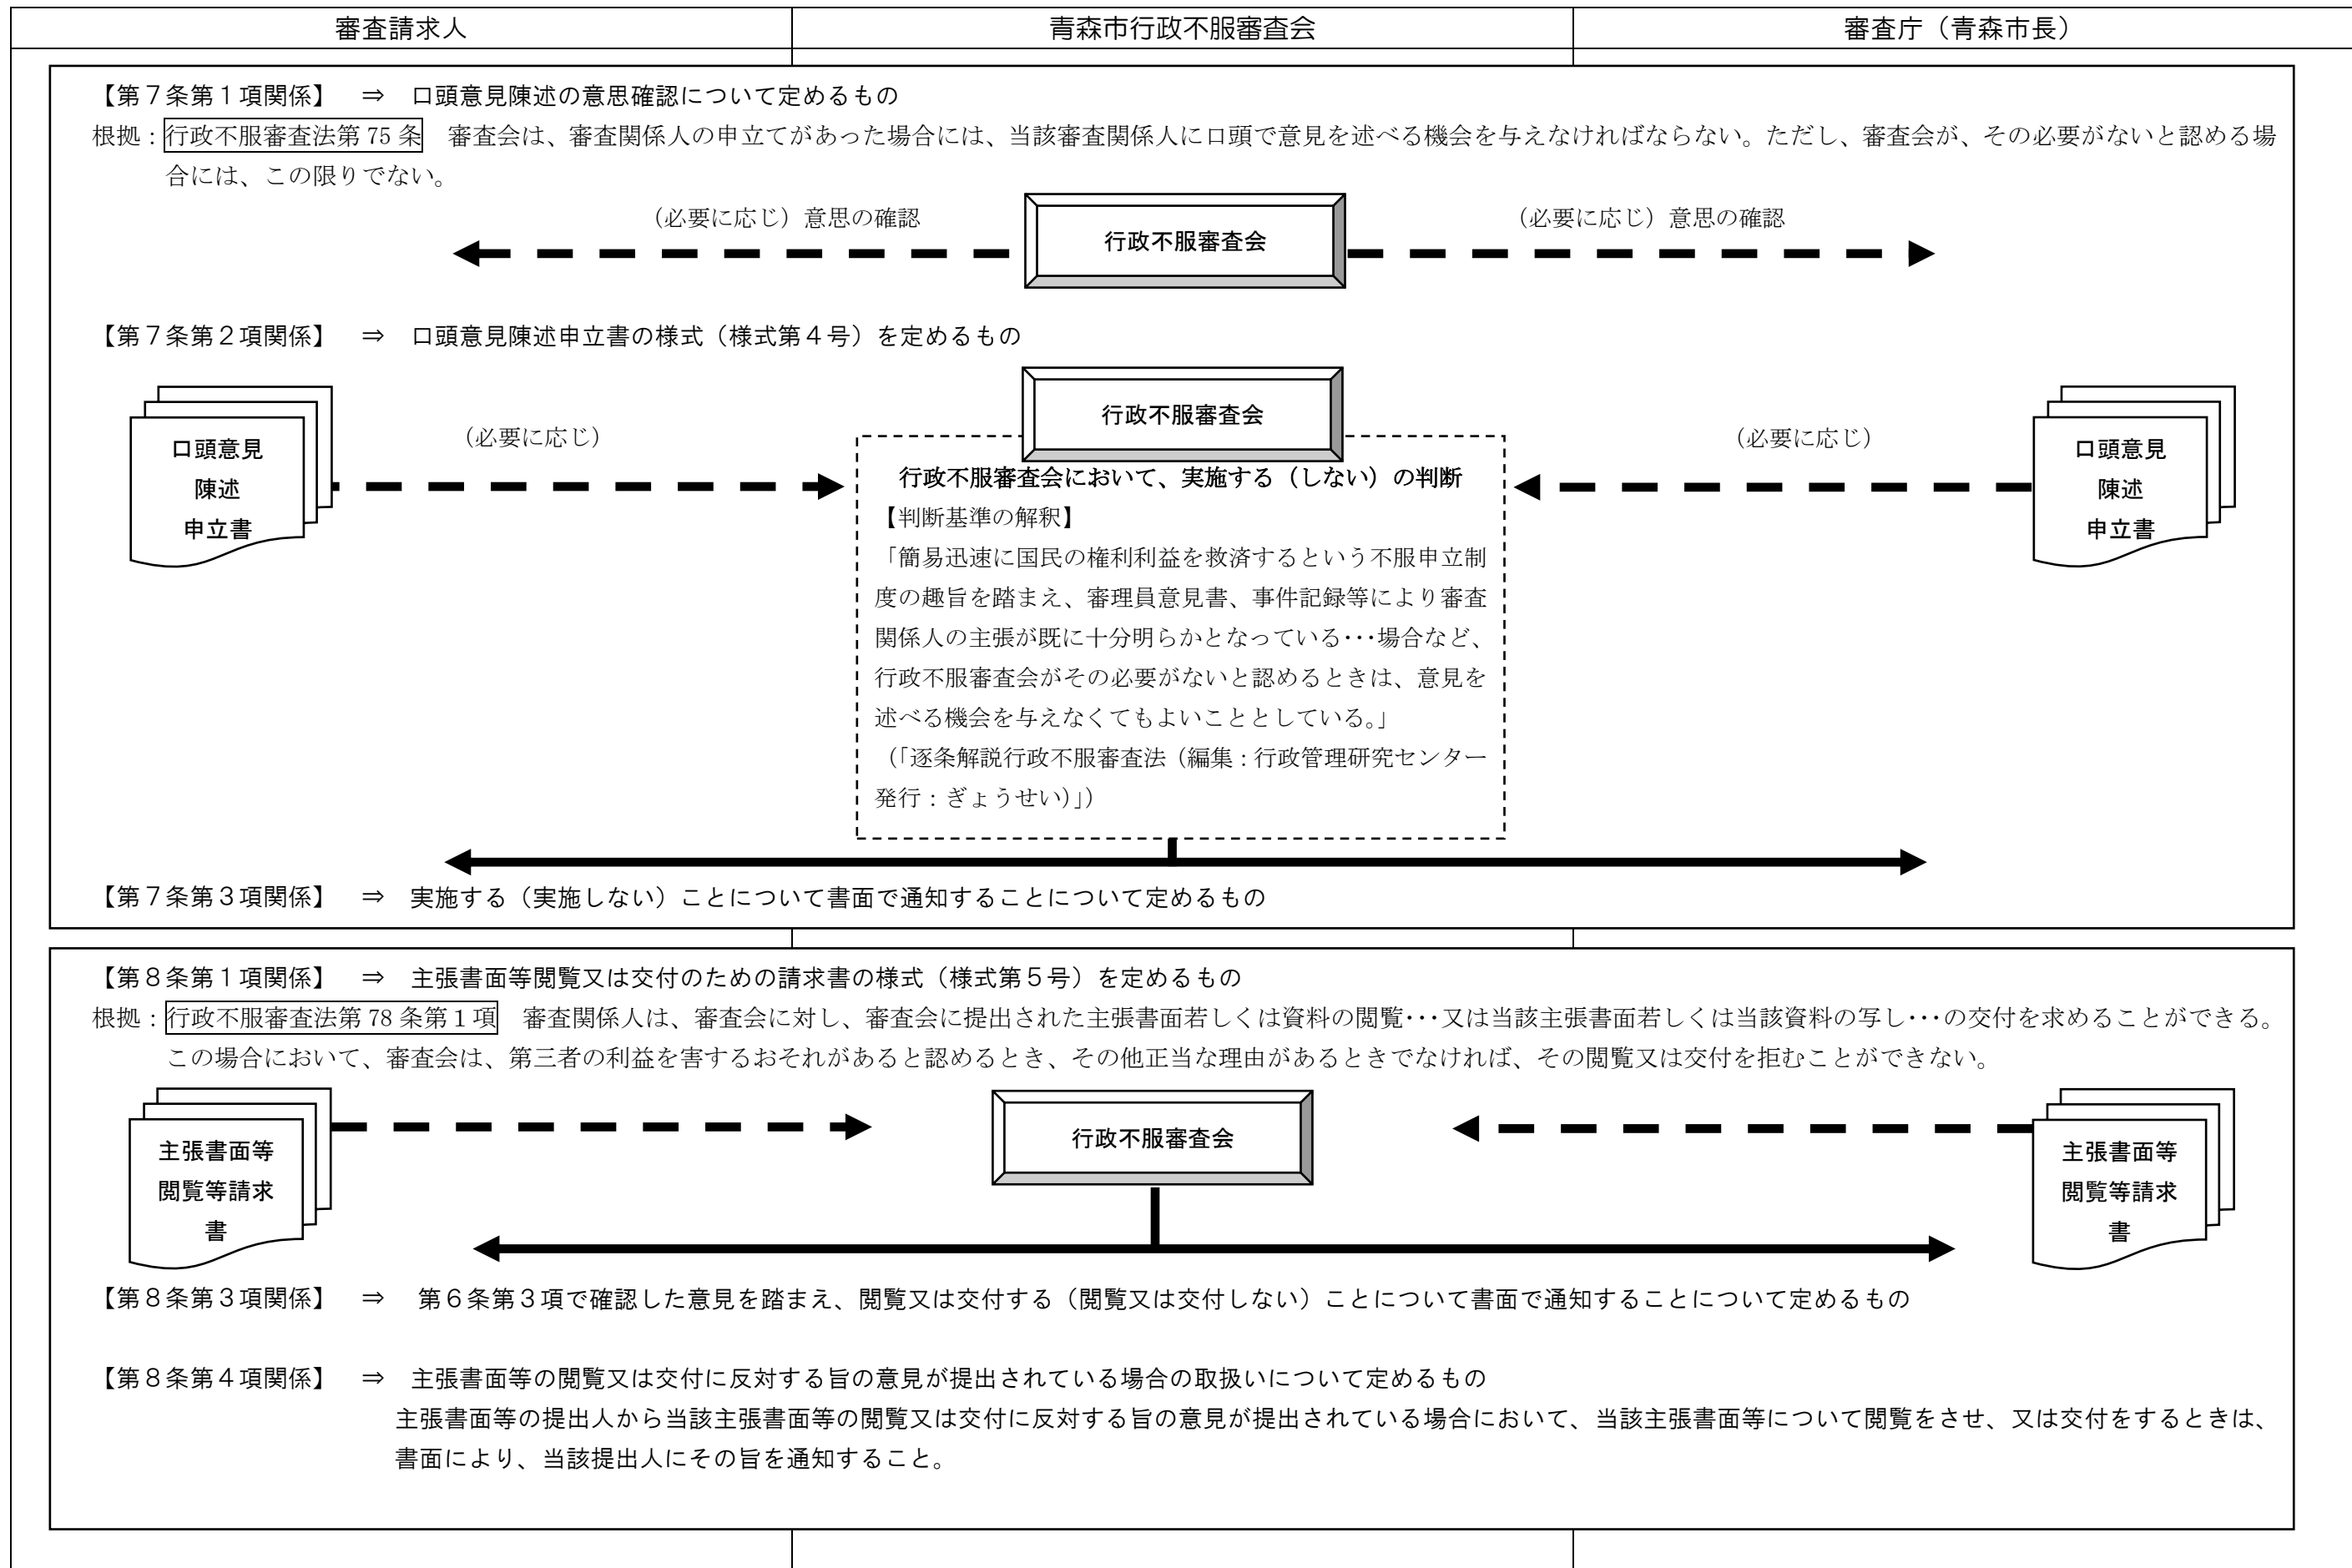 審査請求人
青森市行政不服審査会
審査庁（青森市長）
【第７条第１項関係】　⇒　口頭意見陳述の意思確認について定めるもの
根拠：行政不服審査法第 75 条　審査会は、審査関係人の申立てがあった場合には、当該審査関係人に口頭で意見を述べる機会を与えなければならない。ただし、審査会が、その必要がないと認める場
合には、この限りでない。
（必要に応じ）意思の確認
行政不服審査会
（必要に応じ）意思の確認
【第７条第２項関係】　⇒　口頭意見陳述申立書の様式（様式第４号）を定めるもの
口頭意見
陳述
申立書
（必要に応じ）
行政不服審査会
（必要に応じ）
口頭意見
陳述
申立書
行政不服審査会において、実施する（しない）の判断
【判断基準の解釈】
「簡易迅速に国民の権利利益を救済するという不服申立制
度の趣旨を踏まえ、審理員意見書、事件記録等により審査
関係人の主張が既に十分明らかとなっている･･･場合など、
行政不服審査会がその必要がないと認めるときは、意見を
述べる機会を与えなくてもよいこととしている。」
（「逐条解説行政不服審査法（編集：行政管理研究センター
発行：ぎょうせい）」）
【第７条第３項関係】　⇒　実施する（実施しない）ことについて書面で通知することについて定めるもの
【第８条第１項関係】　⇒　主張書面等閲覧又は交付のための請求書の様式（様式第５号）を定めるもの
根拠：行政不服審査法第 78 条第１項　審査関係人は、審査会に対し、審査会に提出された主張書面若しくは資料の閲覧･･･又は当該主張書面若しくは当該資料の写し･･･の交付を求めることができる。
この場合において、審査会は、第三者の利益を害するおそれがあると認めるとき、その他正当な理由があるときでなければ、その閲覧又は交付を拒むことができない。
主張書面等
閲覧等請求
書
行政不服審査会
主張書面等
閲覧等請求
書
【第８条第３項関係】　⇒　第６条第３項で確認した意見を踏まえ、閲覧又は交付する（閲覧又は交付しない）ことについて書面で通知することについて定めるもの
【第８条第４項関係】　⇒　主張書面等の閲覧又は交付に反対する旨の意見が提出されている場合の取扱いについて定めるもの
主張書面等の提出人から当該主張書面等の閲覧又は交付に反対する旨の意見が提出されている場合において、当該主張書面等について閲覧をさせ、又は交付をするときは、
書面により、当該提出人にその旨を通知すること。